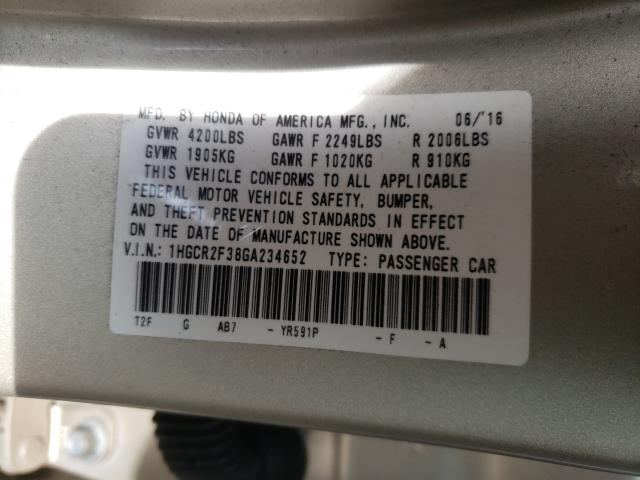 MFD. BY HONDA OF AMERICA MFG., INC. 06/'16
GVWR 4200LBS GAWR F 2249LBS R 2006LBS
GVWR 1905KG GAWR F 1020KG R 910KG
THIS VEHICLE CONFORMS TO ALL APPLICABLE
FEDERAL MOTOR VEHICLE SAFETY, BUMPER,
AND THEFT PREVENTION STANDARDS IN EFFECT
ON THE DATE OF MANUFACTURE SHOWN ABOVE.
V.I.N.: 1HGCR2F38GA234652 TYPE: PASSENGER CAR
T2F G AB7 - YR591P - F - A